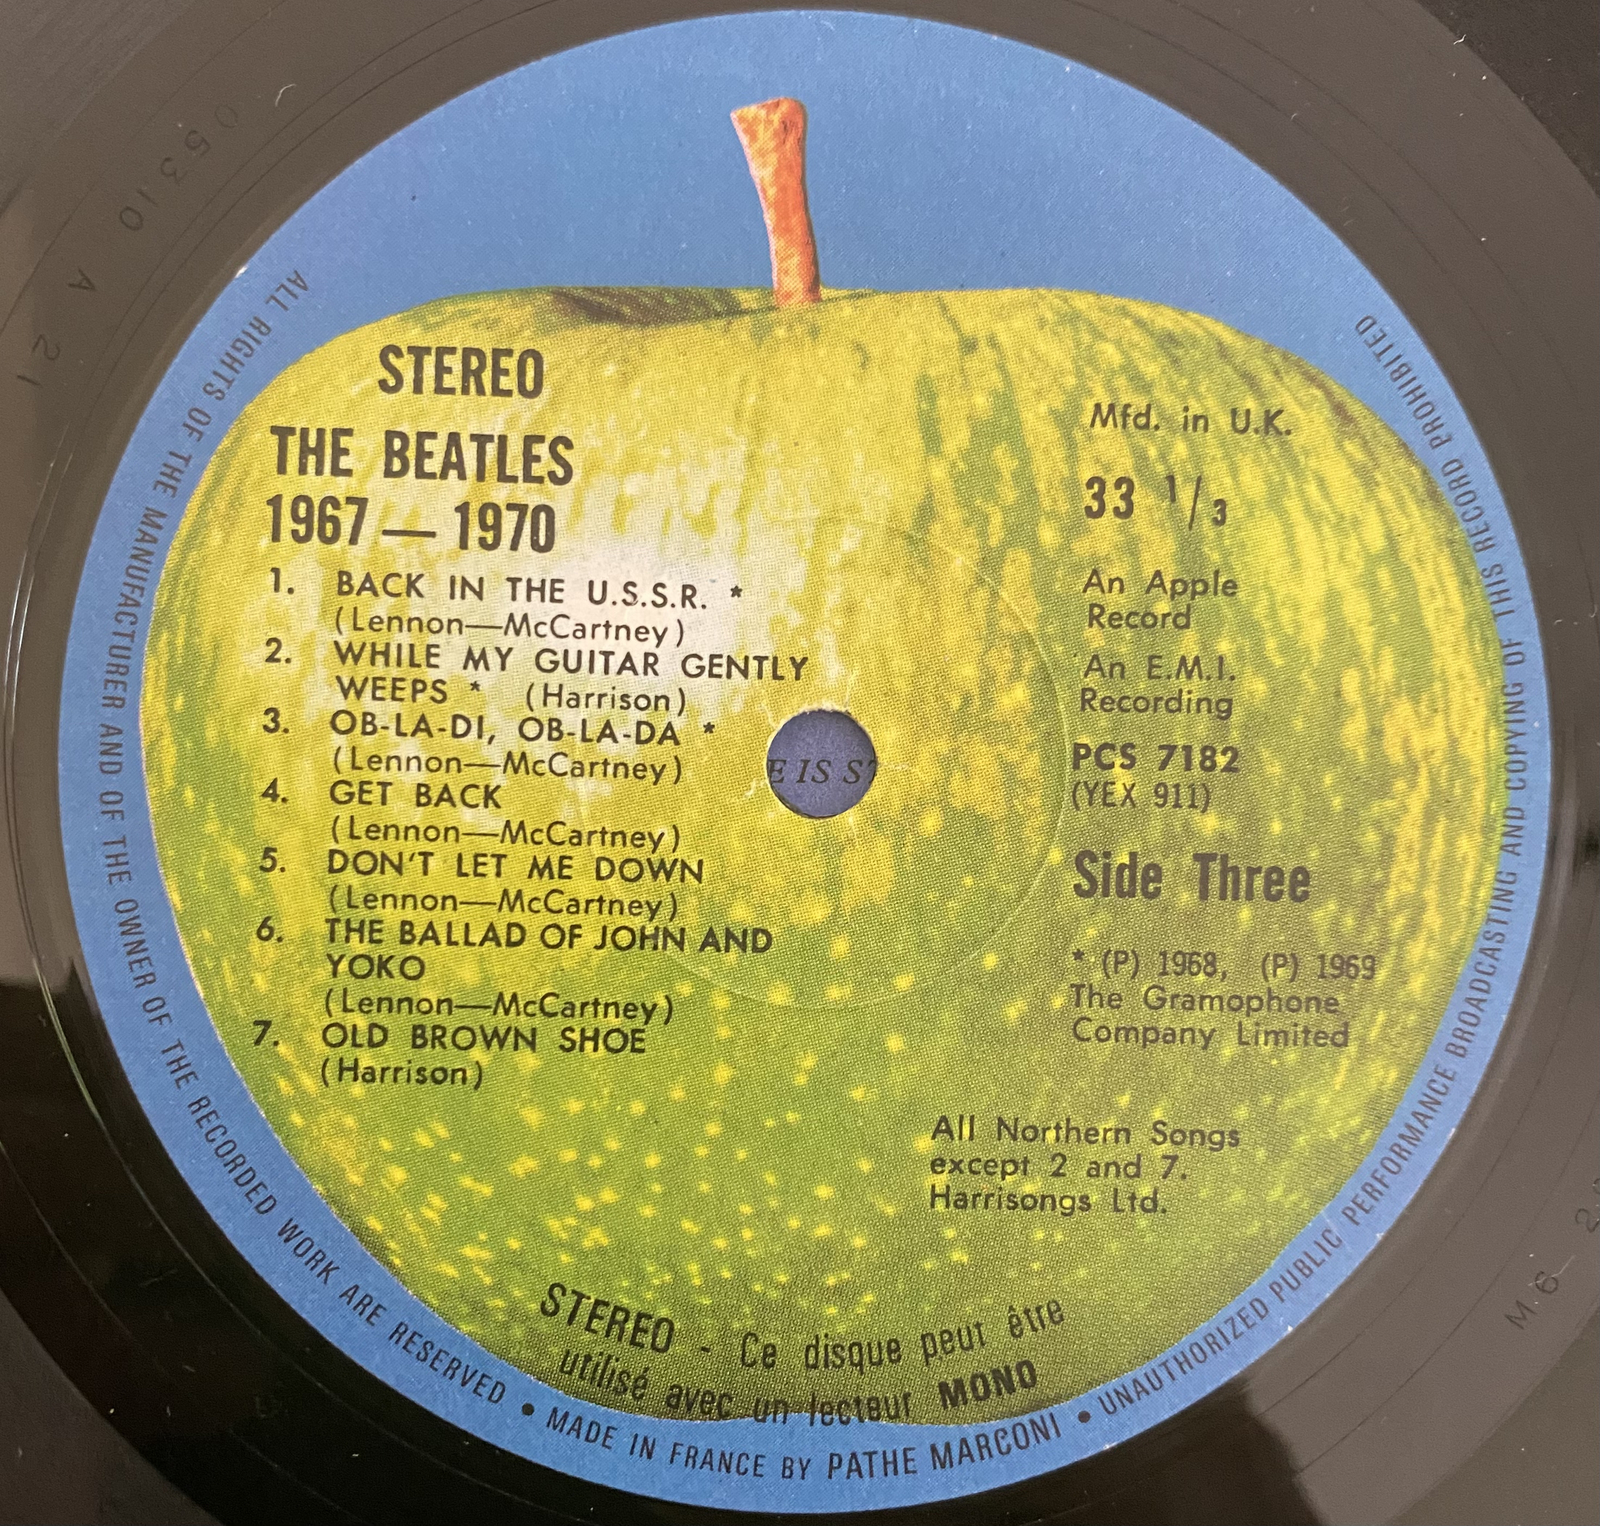 STEREO
THE BEATLES
1967 — 1970
1. BACK IN THE U.S.S.R. *
(Lennon—McCartney)
2. WHILE MY GUITAR GENTLY
WEEPS * (Harrison)
3. OB-LA-DI, OB-LA-DA *
(Lennon—McCartney)
4. GET BACK
(Lennon—McCartney)
5. DON'T LET ME DOWN
(Lennon—McCartney)
6. THE BALLAD OF JOHN AND
YOKO
(Lennon—McCartney)
7. OLD BROWN SHOE
(Harrison)
E IS
Mfd. in U.K.
33 1/3
An Apple
Record
An E.M.I.
Recording
PCS 7182
(YEX 911)
Side Three
* (P) 1968, (P) 1969
The Gramophone
Company Limited
All Northern Songs
except 2 and 7.
Harrisongs Ltd.
STEREO - Ce disque peut être
utilisé avec un lecteur MONO
ALL RIGHTS OF THE MANUFACTURER AND OF THE OWNER OF THE RECORDED WORK ARE RESERVED • MADE IN FRANCE BY PATHE MARCONI • UNAUTHORIZED PUBLIC PERFORMANCE BROADCASTING AND COPYING OF THIS RECORD PROHIBITED
05310 A 21
M6